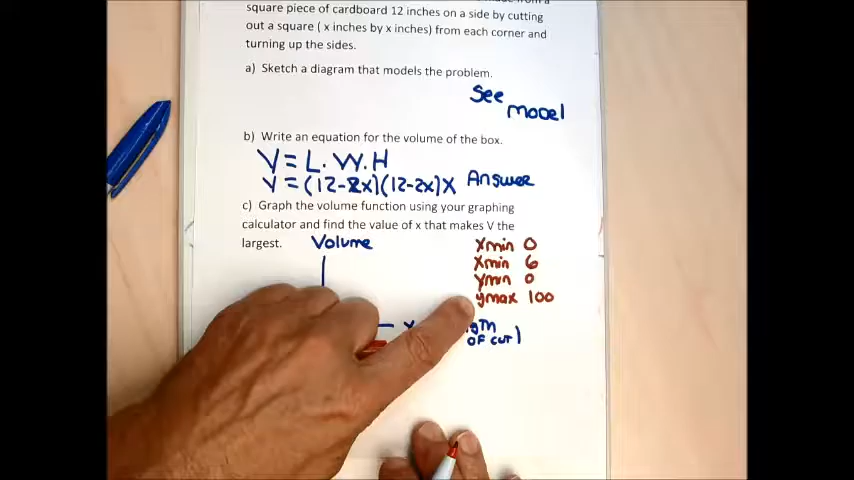 square piece of cardboard 12 inches on a side by cutting
out a square ( x inches by x inches) from each corner and
turning up the sides.
a) Sketch a diagram that models the problem.
See
model
b) Write an equation for the volume of the box.
V = L. W. H
V = (12-2x)(12-2x)X Answer
c) Graph the volume function using your graphing
calculator and find the value of x that makes V the
largest. Volume
Xmin 0
Xmin 6
ymin 0
ymax 100
x
OF CUT)